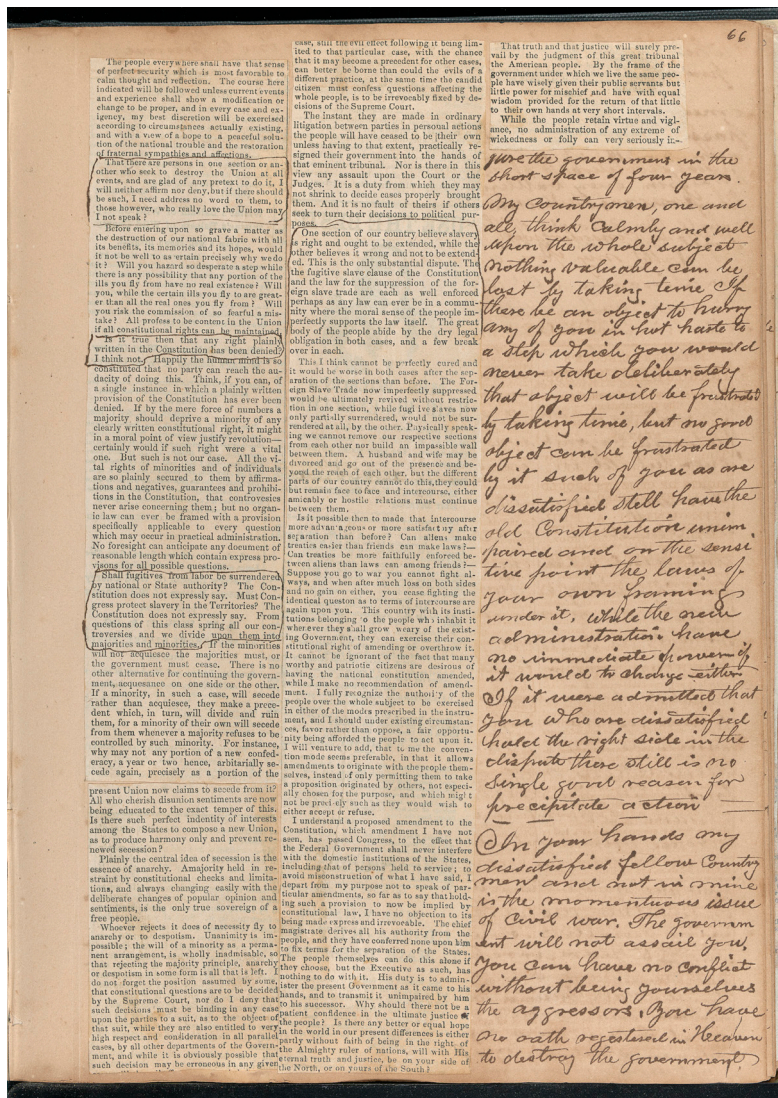 66
The people everywhere shall have that sense
of perfect security which is most favorable to
calm thought and reflection. The course here
indicated will be followed unless current events
and experience shall show a modification or
change to be proper, and in every case and ex-
igency, my best discretion will be exercised
according to circumstances actually existing,
and with a view of a hope to a peaceful solu-
tion of the national trouble and the restoration
of fraternal sympathies and affections.
That there are persons in one section or an-
other who seek to destroy the Union at all
events, and are glad of any pretext to do it, I
will neither affirm nor deny, but if there should
be such, I need address no word to them, to
those however, who really love the Union may
I not speak?
Before entering upon so grave a matter as
the destruction of our national fabric with all
its benefits, its memories and its hopes, would
it not be well to as certain precisely why we do
it? Will you hazard so desperate a step while
there is any possibility that any portion of the
ills you fly from have no real existence? Will
you, while the certain ills you fly to are great-
er than all the real ones you fly from? Will
you risk the commission of so fearful a mis-
take? All profess to be content in the Union
if all constitutional rights can be maintained.
Is it true then that any right plainly
written in the Constitution has been denied?
I think not. Happily the human mind is so
constituted that no party can reach the au-
dacity of doing this. Think, if you can, of
a single instance in which a plainly written
provision of the Constitution has ever been
denied. If by the mere force of numbers a
majority should deprive a minority of any
clearly written constitutional right, it might
in a moral point of view justify revolution—
certainly would if such right were a vital
one. But such is not our case. All the vi-
tal rights of minorities and of individuals
are so plainly secured to them by affirma-
tions and negatives, guarantees and prohibi-
tions in the Constitution, that controversies
never arise concerning them; but no organ-
ic law can ever be framed with a provision
specifically applicable to every question
which may occur in practical administration.
No foresight can anticipate any document of
reasonable length which contain express pro-
visions for all possible questions.
Shall fugitives from labor be surrendered
by national or State authority? The Con-
stitution does not expressly say. Must Con-
gress protect slavery in the Territories? The
Constitution does not expressly say. From
questions of this class spring all our con-
troversies and we divide upon them into
majorities and minorities. If the minorities
will not acquiesce the majorities must, or
the government must cease. There is no
other alternative for continuing the govern-
ment, acquesance on one side or the other.
If a minority, in such a case, will secede
rather than acquiesce, they make a prece-
dent which, in turn, will divide and ruin
them, for a minority of their own will secede
from them whenever a majority refuses to be
controlled by such minority. For instance,
why may not any portion of a new confed-
eracy, a year or two hence, arbitarially se-
cede again, precisely as a portion of the
present Union now claims to secede from it?
All who cherish disunion sentiments are now
being educated to the exact temper of this.
Is there such perfect indentity of interests
among the States to compose a new Union,
as to produce harmony only and prevent re-
newed secession?
Plainly the central idea of secession is the
essence of anarchy. Amajority held in re-
straint by constitutional checks and limita-
tions, and always changing easily with the
deliberate changes of popular opinion and
sentiments, is the only true sovereign of a
free people.
Whoever rejects it does of necessity fly to
anarchy or to despotism. Unanimity is im-
possible; the will of a minority as a perma-
nent arrangement, is wholly inadmissible, so
that rejecting the majority principle, anarchy
or despotism in some form is all that is left. I
do not forget the position assumed by some,
that constitutional questions are to be decided
by the Supreme Court, nor do I deny that
such decisions must be binding in any case
upon the parties to a suit, as to the object of
that suit, while they are also entitled to very
high respect and consideration in all parallel
cases, by all other departments of the Govern-
ment, and while it is obviously possible that
such decision may be erroneous in any given
case, still the evil effect following it being lim-
ited to that particular case, with the chance
that it may become a precedent for other cases,
can better be borne than could the evils of a
different practice, at the same time the candid
citizen must confess questions affecting the
whole people, is to be irrevocably fixed by de-
cisions of the Supreme Court.
The instant they are made in ordinary
litigation between parties in personal actions
the people will have ceased to be their own
unless having to that extent, practically re-
signed their government into the hands of
that eminent tribunal. Nor is there in this
view any assault upon the Court or the
Judges. It is a duty from which they may
not shrink to decide cases properly brought
them. And it is no fault of theirs if others
seek to turn their decisions to political pur-
poses.
One section of our country believe slavery
is right and ought to be extended, while the
other believes it wrong and not to be extend-
ed. This is the only substantial dispute. The
fugitive slave clause of the Constitution
and the law for the suppression of the for-
eign slave trade are each as well enforced
perhaps as any law can ever be in a commu-
nity where the moral sense of the people im-
perfectly supports the law itself. The great
body of the people abide by the dry legal
obligation in both cases, and a few break
over in each.
This I think cannot be perfectly cured and
it would be worse in both cases after the sep-
aration of the sections than before. The For-
eign Slave Trade now imperfectly suppressed
would be ultimately revived without restric-
tion in one section, while fugitive slaves now
only partially surrendered, would not be sur-
rendered at all, by the other. Physically speak-
ing we cannot remove our respective sections
from each other nor build an impassible wall
between them. A husband and wife may be
divorced and go out of the presence and be-
yond the reach of each other, but the different
parts of our country cannot do this, they could
but remain face to face and intercourse, either
amicably or hostile relations must continue
between them.
Is it possible then to made that intercourse
more advantageous or more satisfactory after
separation than before? Can aliens make
treaties easier than friends can make laws?—
Can treaties be more faithfully enforced be-
tween aliens than laws can among friends?—
Suppose you go to war you cannot fight al-
ways, and when after much loss on both sides
and no gain on either, you cease fighting the
identical queston as to terms of intercourse are
again upon you. This country with its insti-
tutions belonging to the people who inhabit it
wherever they shall grow weary of the exist-
ing Government, they can exercise their con-
stitutional right of amending or overthrow it.
It cannot be ignorant of the fact that many
worthy and patriotic citizens are desirous of
having the national constitution amended,
while I make no recommendation of amend-
ment. I fully recognize the authority of the
people over the whole subject to be exercised
in either of the modes prescribed in the instru-
ment, and I should under existing circumstan-
ces, favor rather than oppose, a fair opportu-
nity being afforded the people to act upon it.
I will venture to add, that to me the conven-
tion mode seems preferable, in that it allows
amendments to originate with the people them-
selves, instead of only permitting them to take
a proposition originated by others, not especi-
ally chosen for the purpose, and which might
not be precisely such as they would wish to
either accept or refuse.
I understand a proposed amendment to the
Constitution, which amendment I have not
seen, has passed Congress, to the effect that
the Federal Government shall never interfere
with the domestic institutions of the States,
including that of persons held to service; to
avoid misconstruction of what I have said, I
depart from my purpose not to speak of par-
ticular amendments, so far as to say that hold-
ing such a provision to now be implied by
constitutional law, I have no objection to its
being made express and irrevocable. The chief
magistrate derives all his authority from the
people, and they have conferred none upon him
to fix terms for the separation of the States.
The people themselves can do this alone if
they choose, but the Executive as such, has
nothing to do with it. His duty is to admin-
ister the present Government as it came to his
hands, and to transmit it unimpaired by him
to his successor. Why should there not be a
patient confidence in the ultimate justice of
the people? Is there any better or equal hope
in the world in our present differences is either
partly without faith of being in the right of
the Almighty ruler of nations, will with His
eternal truth and justice, be on your side of
the North, or on yours of the South?
That truth and that justice will surely pre-
vail by the judgment of this great tribunal
the American people. By the frame of the
government under which we live the same peo-
ple have wisely given their public servants but
little power for mischief and have with equal
wisdom provided for the return of that little
to their own hands at very short intervals.
While the people retain virtue and vigil-
ance, no administration of any extreme of
wickedness or folly can very seriously in-
jure the government in the
short space of four year.
My Countrymen, one and
all, think Calmly and well
upon the whole subject
nothing valuable can be
lost by taking time If
there be an object to hurry
any of you in hot haste to
a step which you would
never take deliberately
that object will be frustrated
by taking time, but no good
object can be frustrated
by it such of you as are
dissatisfied still have the
old Constitution unim
paired and on the sensi
tive point the laws of
your own framing
under it. While the new
administration have
no immediate power if
it would to change either
If it were admitted that
you who are dissatisfied
hold the right side in the
dispute there still is no
single good reason for
precipitate action
In your hands my
dissatisfied fellow Country
men and not in mine
is the momentous issue
of Civil war. The governm
ent will not assail you.
You can have no conflict
without being yourselves
the aggressors. You have
no oath registered in Heaven
to destroy the government